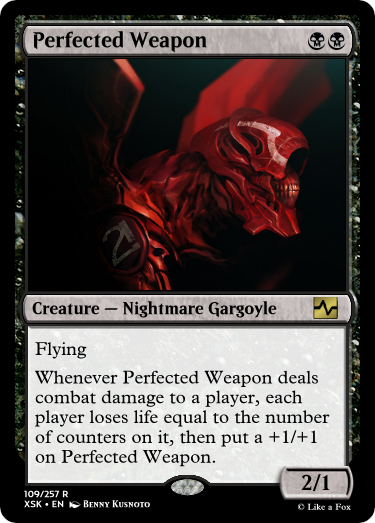 Perfected Weapon
Creature — Nightmare Gargoyle
Flying
Whenever Perfected Weapon deals
combat damage to a player, each
player loses life equal to the number
of counters on it, then put a +1/+1
on Perfected Weapon.
2/1
109/257 R
XSK • EN Benny Kusnoto
© Like a Fox